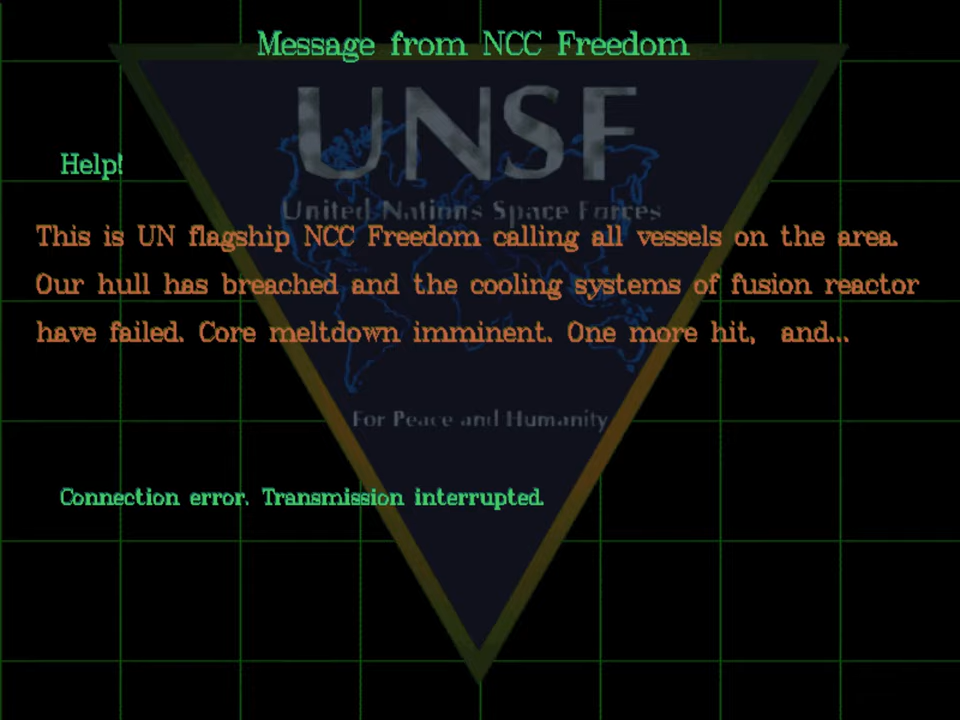 Message from NCC Freedom
UNSF
Help!
United Nations Space Forces
This is UN flagship NCC Freedom calling all vessels on the area.
Our hull has breached and the cooling systems of fusion reactor
have failed. Core meltdown imminent. One more hit, and...
For Peace and Humanity
Connection error. Transmission interrupted.